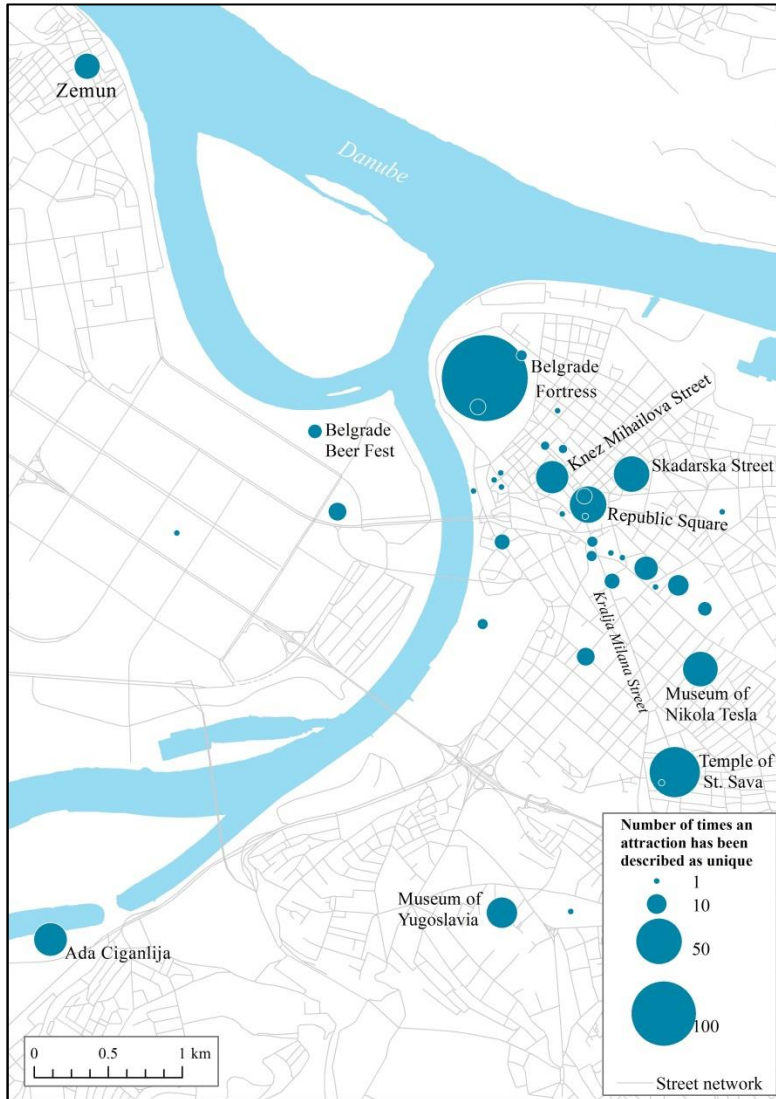 Zemun
Danube
Belgrade
Fortress
Knez Mihailova Street
Belgrade
Beer Fest
Skadarska Street
Republic Square
Kralja Milana Street
Museum of
Nikola Tesla
Temple of
St. Sava
Museum of
Yugoslavia
Ada Ciganlija
Number of times an
attraction has been
described as unique
1
10
50
100
Street network
0 0.5 1 km